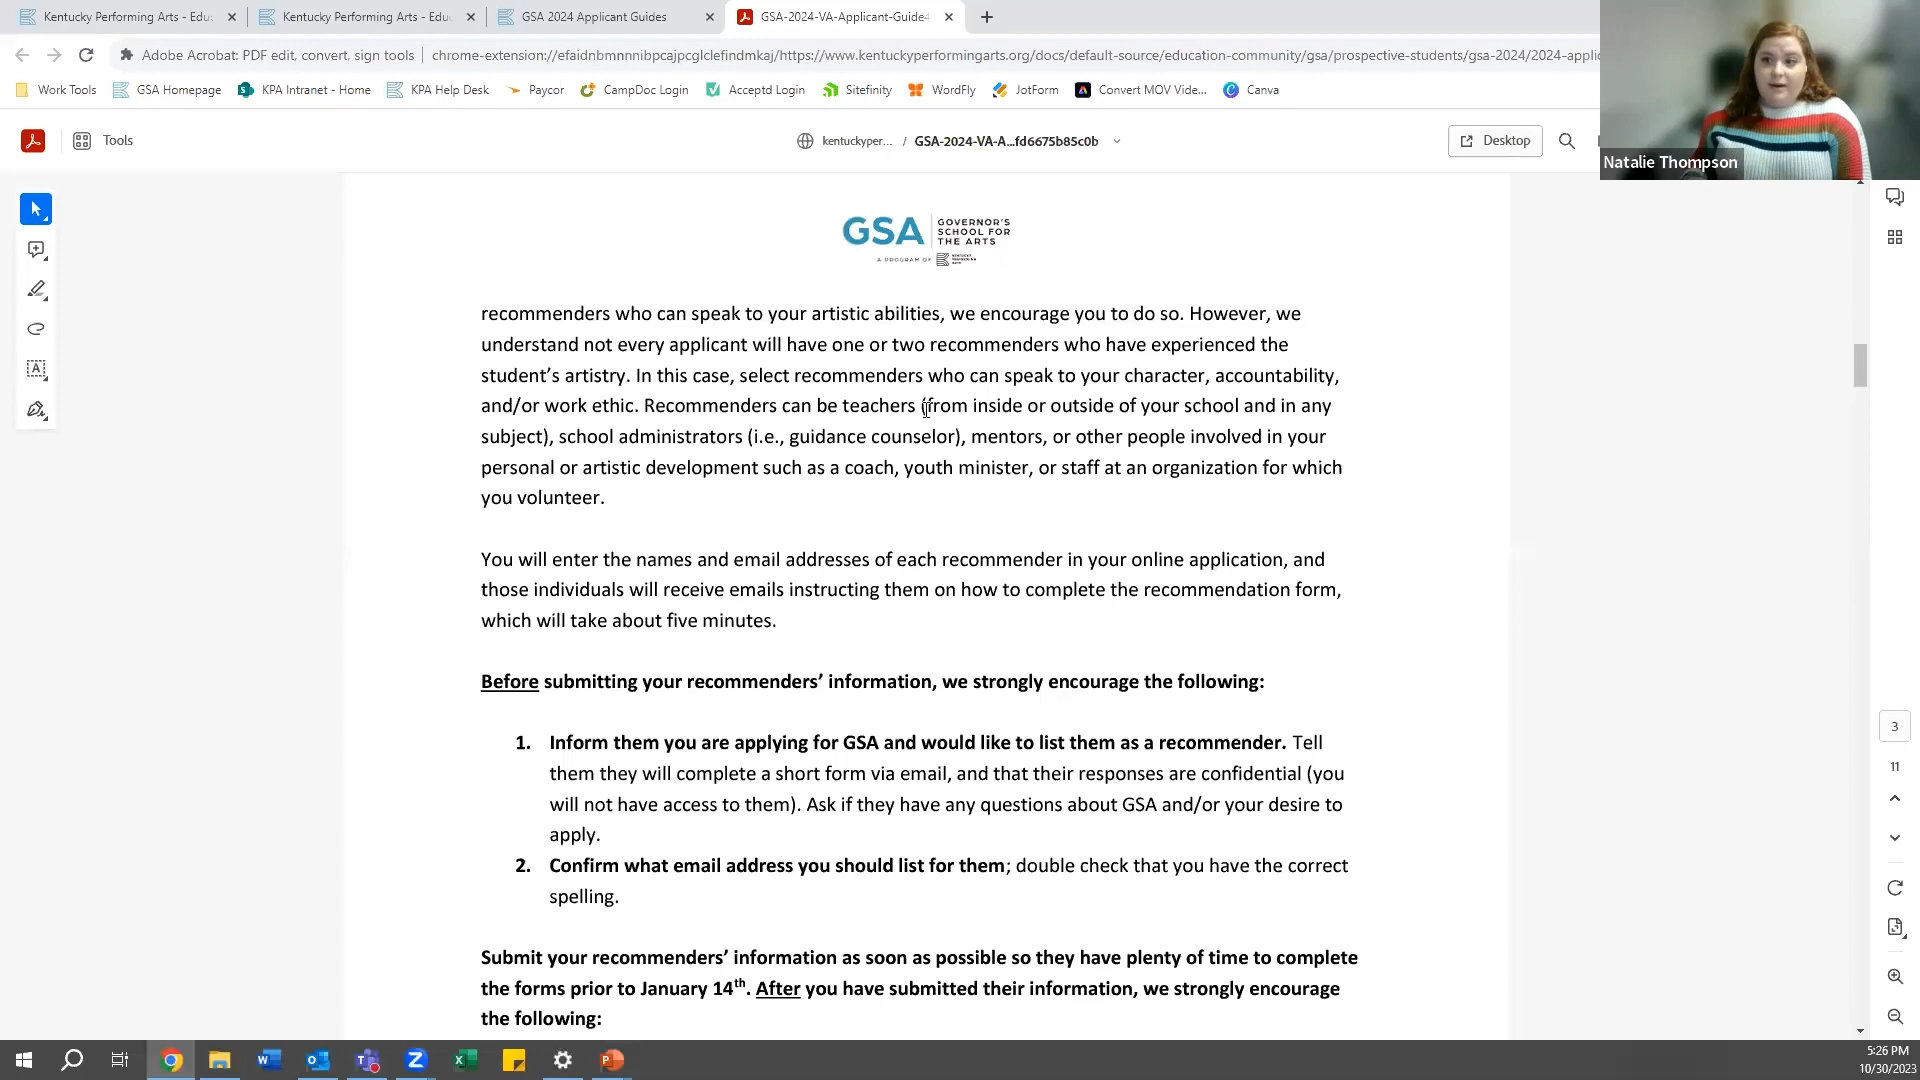 Kentucky Performing Arts - Edu
Kentucky Performing Arts - Edu
GSA 2024 Applicant Guides
GSA-2024-VA-Applicant-Guide4
Adobe Acrobat: PDF edit, convert, sign tools
chrome-extension://efaidnbmnnnibpcajpcglclefindmkaj/https://www.kentuckyperformingarts.org/docs/default-source/education-community/gsa/prospective-students/gsa-2024/2024-applic
Work Tools
GSA Homepage
KPA Intranet - Home
KPA Help Desk
Paycor
CampDoc Login
Acceptd Login
Sitefinity
WordFly
JotForm
Convert MOV Vide...
Canva
Tools
kentuckyper... / GSA-2024-VA-A...fd6675b85c0b
Desktop
Natalie Thompson
GSA
GOVERNOR'S
SCHOOL FOR
THE ARTS
A PROGRAM OF
KENTUCKY
PERFORMING
ARTS
recommenders who can speak to your artistic abilities, we encourage you to do so. However, we
understand not every applicant will have one or two recommenders who have experienced the
student’s artistry. In this case, select recommenders who can speak to your character, accountability,
and/or work ethic. Recommenders can be teachers (from inside or outside of your school and in any
subject), school administrators (i.e., guidance counselor), mentors, or other people involved in your
personal or artistic development such as a coach, youth minister, or staff at an organization for which
you volunteer.
You will enter the names and email addresses of each recommender in your online application, and
those individuals will receive emails instructing them on how to complete the recommendation form,
which will take about five minutes.
Before submitting your recommenders’ information, we strongly encourage the following:
1. Inform them you are applying for GSA and would like to list them as a recommender. Tell
them they will complete a short form via email, and that their responses are confidential (you
will not have access to them). Ask if they have any questions about GSA and/or your desire to
apply.
2. Confirm what email address you should list for them; double check that you have the correct
spelling.
Submit your recommenders’ information as soon as possible so they have plenty of time to complete
the forms prior to January 14th. After you have submitted their information, we strongly encourage
the following:
3
11
5:26 PM
10/30/2023